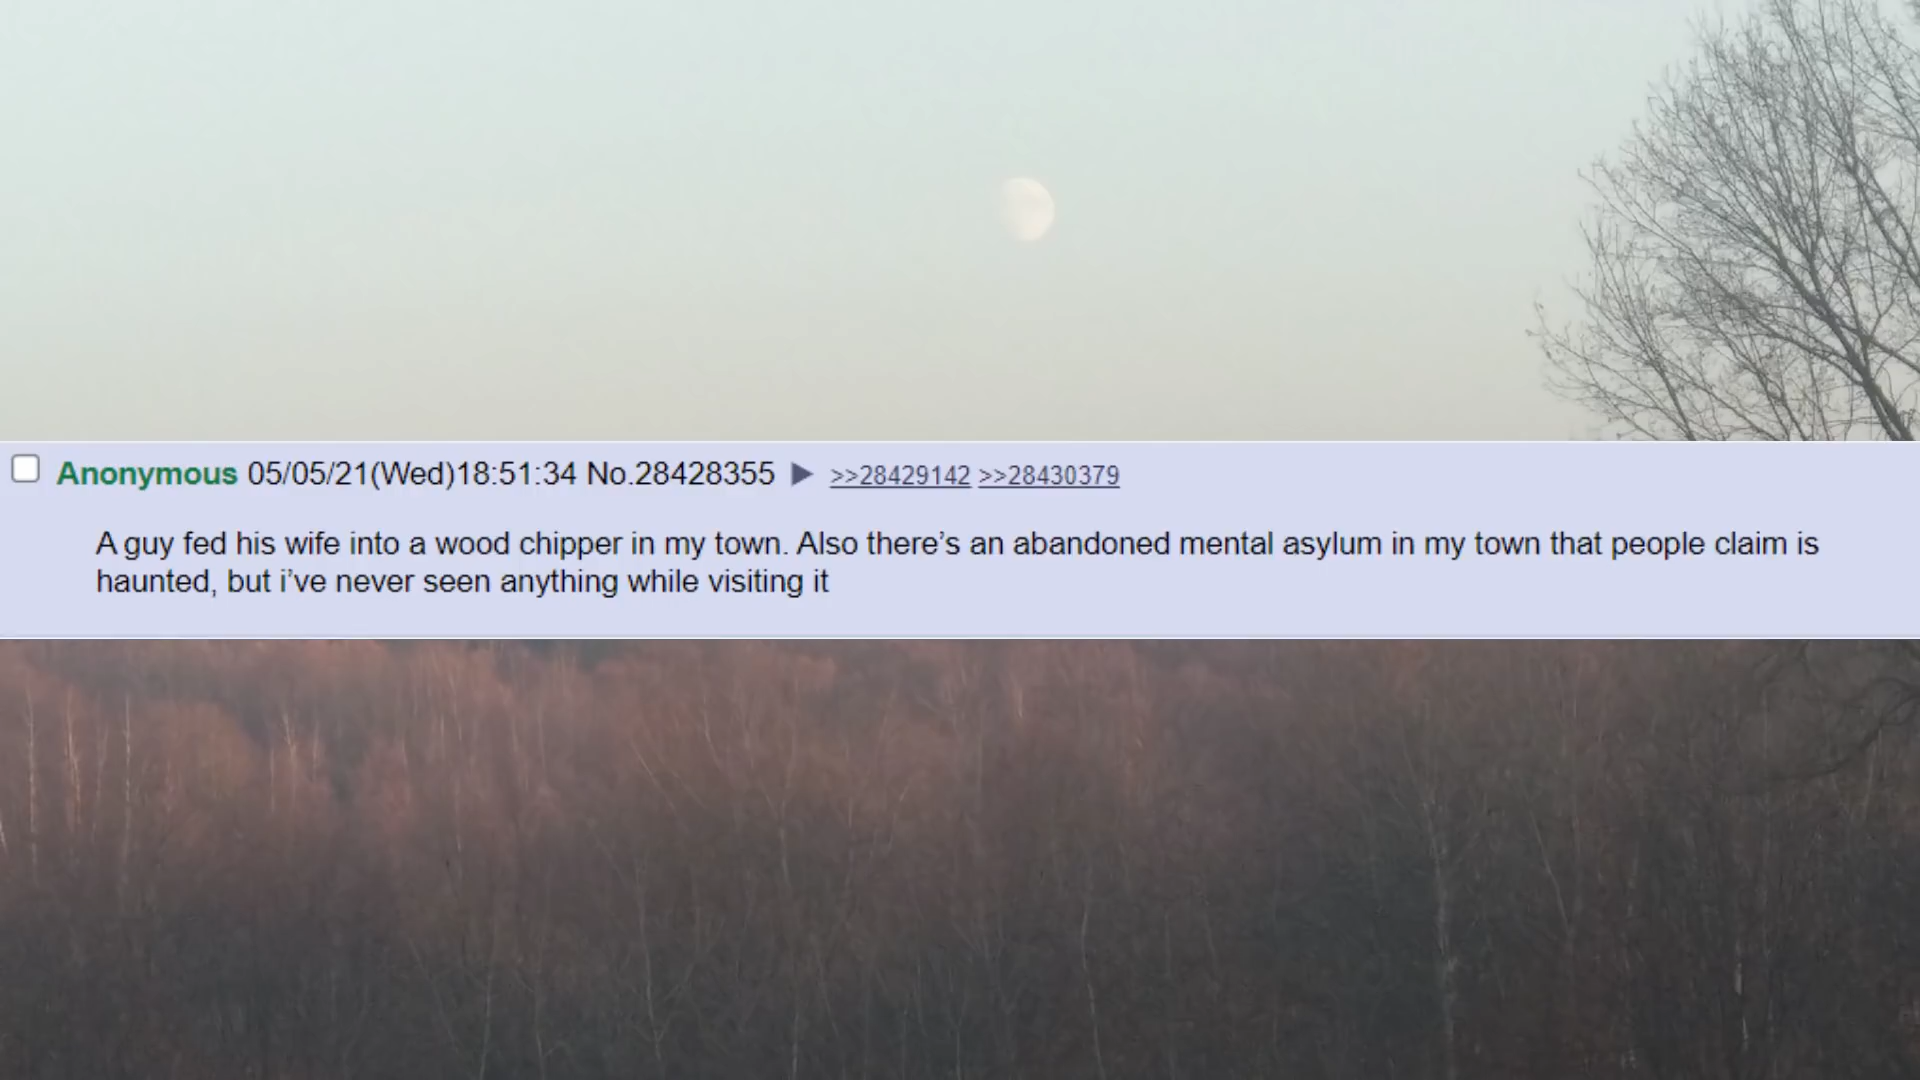 Anonymous 05/05/21(Wed)18:51:34 No.28428355 ▶ >>28429142 >>28430379
A guy fed his wife into a wood chipper in my town. Also there’s an abandoned mental asylum in my town that people claim is
haunted, but i’ve never seen anything while visiting it